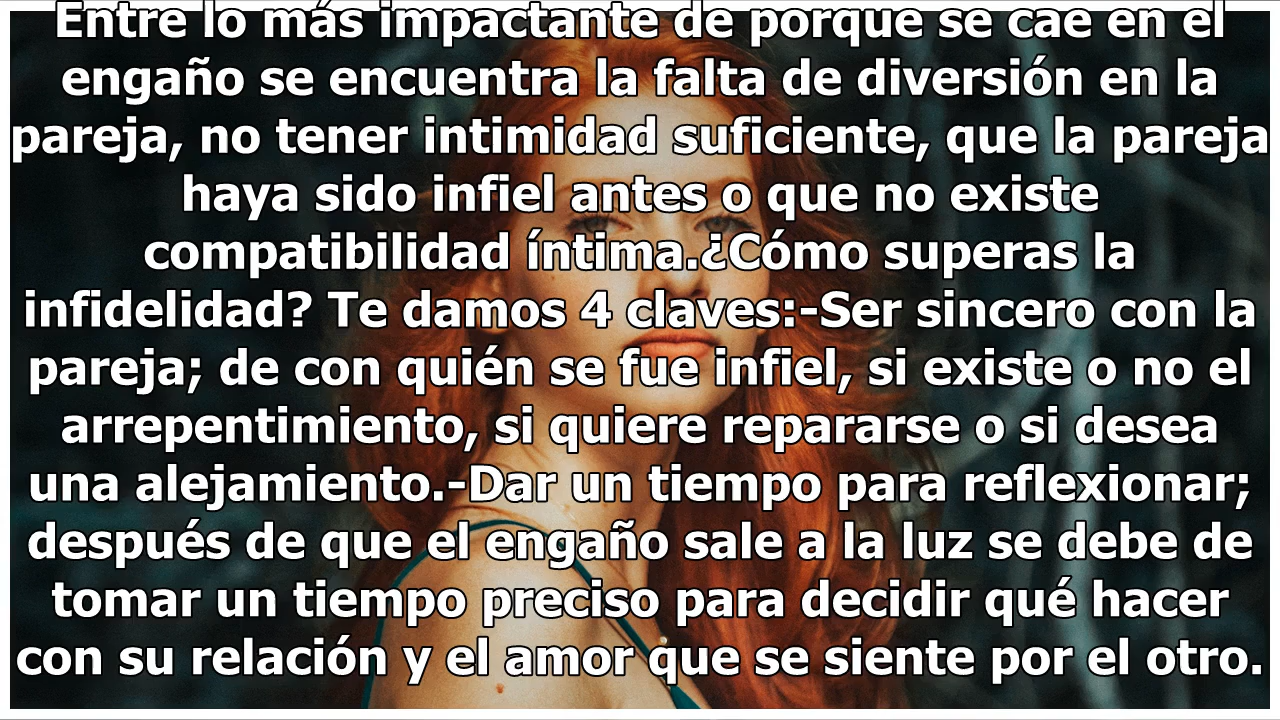 Entre lo más impactante de porque se cae en el
engaño se encuentra la falta de diversión en la
pareja, no tener intimidad suficiente, que la pareja
haya sido infiel antes o que no existe
compatibilidad íntima.¿Cómo superas la
infidelidad? Te damos 4 claves:-Ser sincero con la
pareja; de con quién se fue infiel, si existe o no el
arrepentimiento, si quiere repararse o si desea
una alejamiento.-Dar un tiempo para reflexionar;
después de que el engaño sale a la luz se debe de
tomar un tiempo preciso para decidir qué hacer
con su relación y el amor que se siente por el otro.